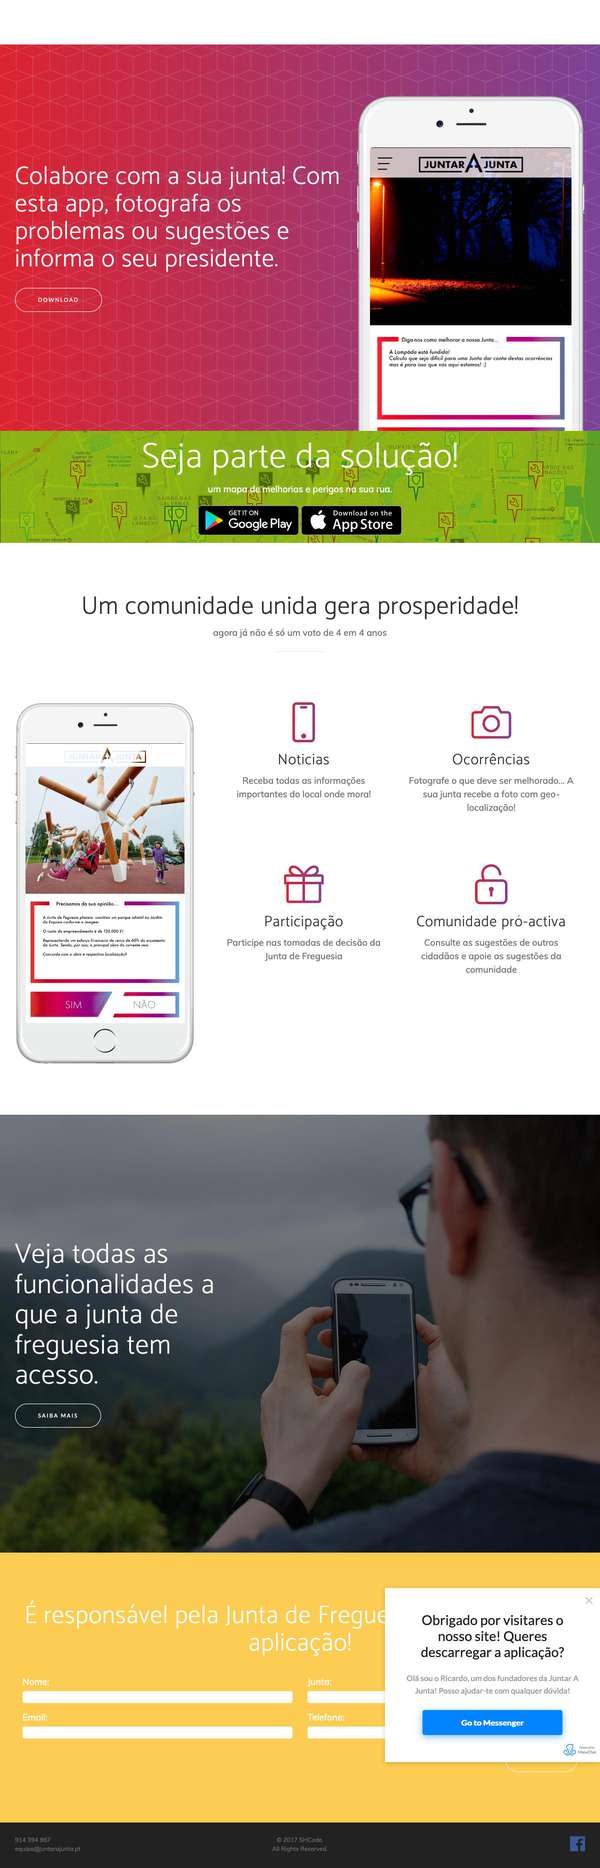 JUNTAR A JUNTA
Colabore com a sua junta! Com
esta app, fotografa os
problemas ou sugestões e
informa o seu presidente.
DOWNLOAD
Diga-nos como melhorar a nossa Junta...
A Lampâda está fundida!
Calculo que seja difícil para uma Junta dar conta destas ocorrências
mas é para isso que nós aqui estamos! :)
Seja parte da solução!
um mapa de melhorias e perigos na sua rua.
GET IT ON
Google Play
Download on the
App Store
Um comunidade unida gera prosperidade!
agora já não é só um voto de 4 em 4 anos
JUNTAR A JUNTA
Precisamos da sua opinião...
SIM
NÃO
Noticias
Receba todas as informações
importantes do local onde mora!
Ocorrências
Fotografe o que deve ser melhorado... A
sua junta recebe a foto com geo-
localização!
Participação
Participe nas tomadas de decisão da
Junta de Freguesia
Comunidade pró-activa
Consulte as sugestões de outros
cidadãos e apoie as sugestões da
comunidade
Veja todas as
funcionalidades a
que a junta de
freguesia tem
acesso.
SAIBA MAIS
É responsável pela Junta de Fregue
aplicação!
Nome:
Junta:
Email:
Telefone:
Obrigado por visitares o
nosso site! Queres
descarregar a aplicação?
Olá sou o Ricardo, um dos fundadores da Juntar A
Junta! Posso ajudar-te com qualquer dúvida!
Go to Messenger
ManyChat
914 394 967
equipa@juntarajunta.pt
© 2017 SHCode.
All Rights Reserved.